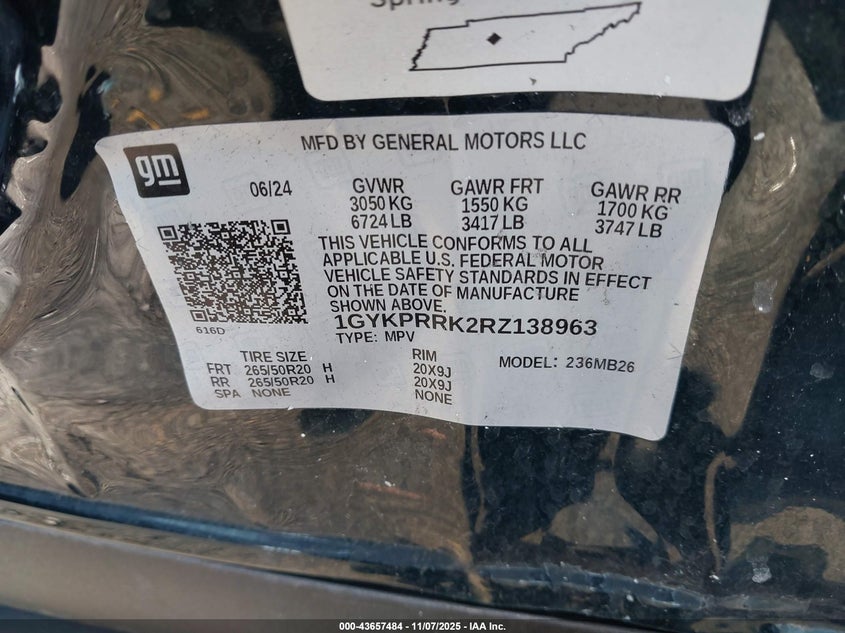 Spring
gm
MFD BY GENERAL MOTORS LLC
06/24
GVWR
3050 KG
6724 LB
GAWR FRT
1550 KG
3417 LB
GAWR RR
1700 KG
3747 LB
THIS VEHICLE CONFORMS TO ALL
APPLICABLE U.S. FEDERAL MOTOR
VEHICLE SAFETY STANDARDS IN EFFECT
ON THE DATE OF MANUFACTURE
SHOWN ABOVE.
616D
1GYKPRRK2RZ138963
TYPE: MPV
MODEL: 236MB26
TIRE SIZE RIM
FRT 265/50R20 H 20X9J
RR 265/50R20 H 20X9J
SPA NONE NONE
000-43657484 - 11/07/2025 - IAA Inc.